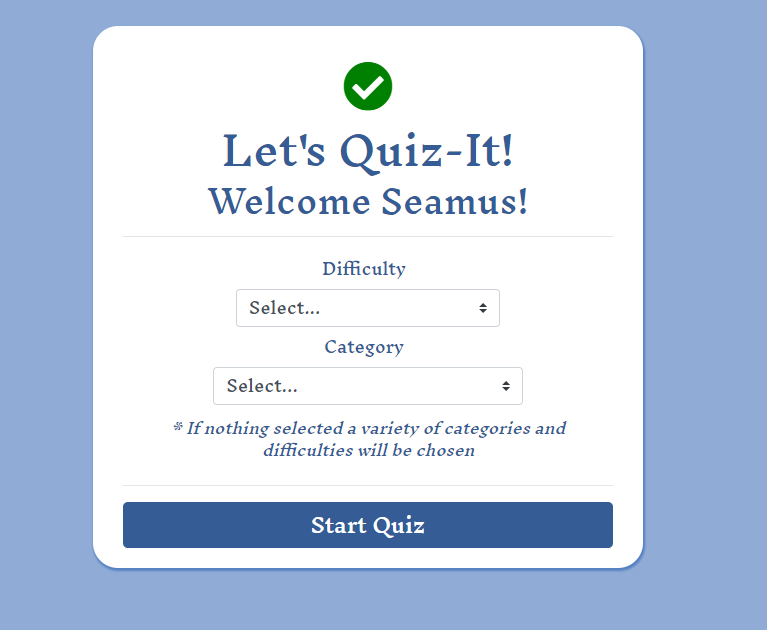 Let's Quiz-It!
Welcome Seamus!
Difficulty
Select...
Category
Select...
* If nothing selected a variety of categories and
difficulties will be chosen
Start Quiz